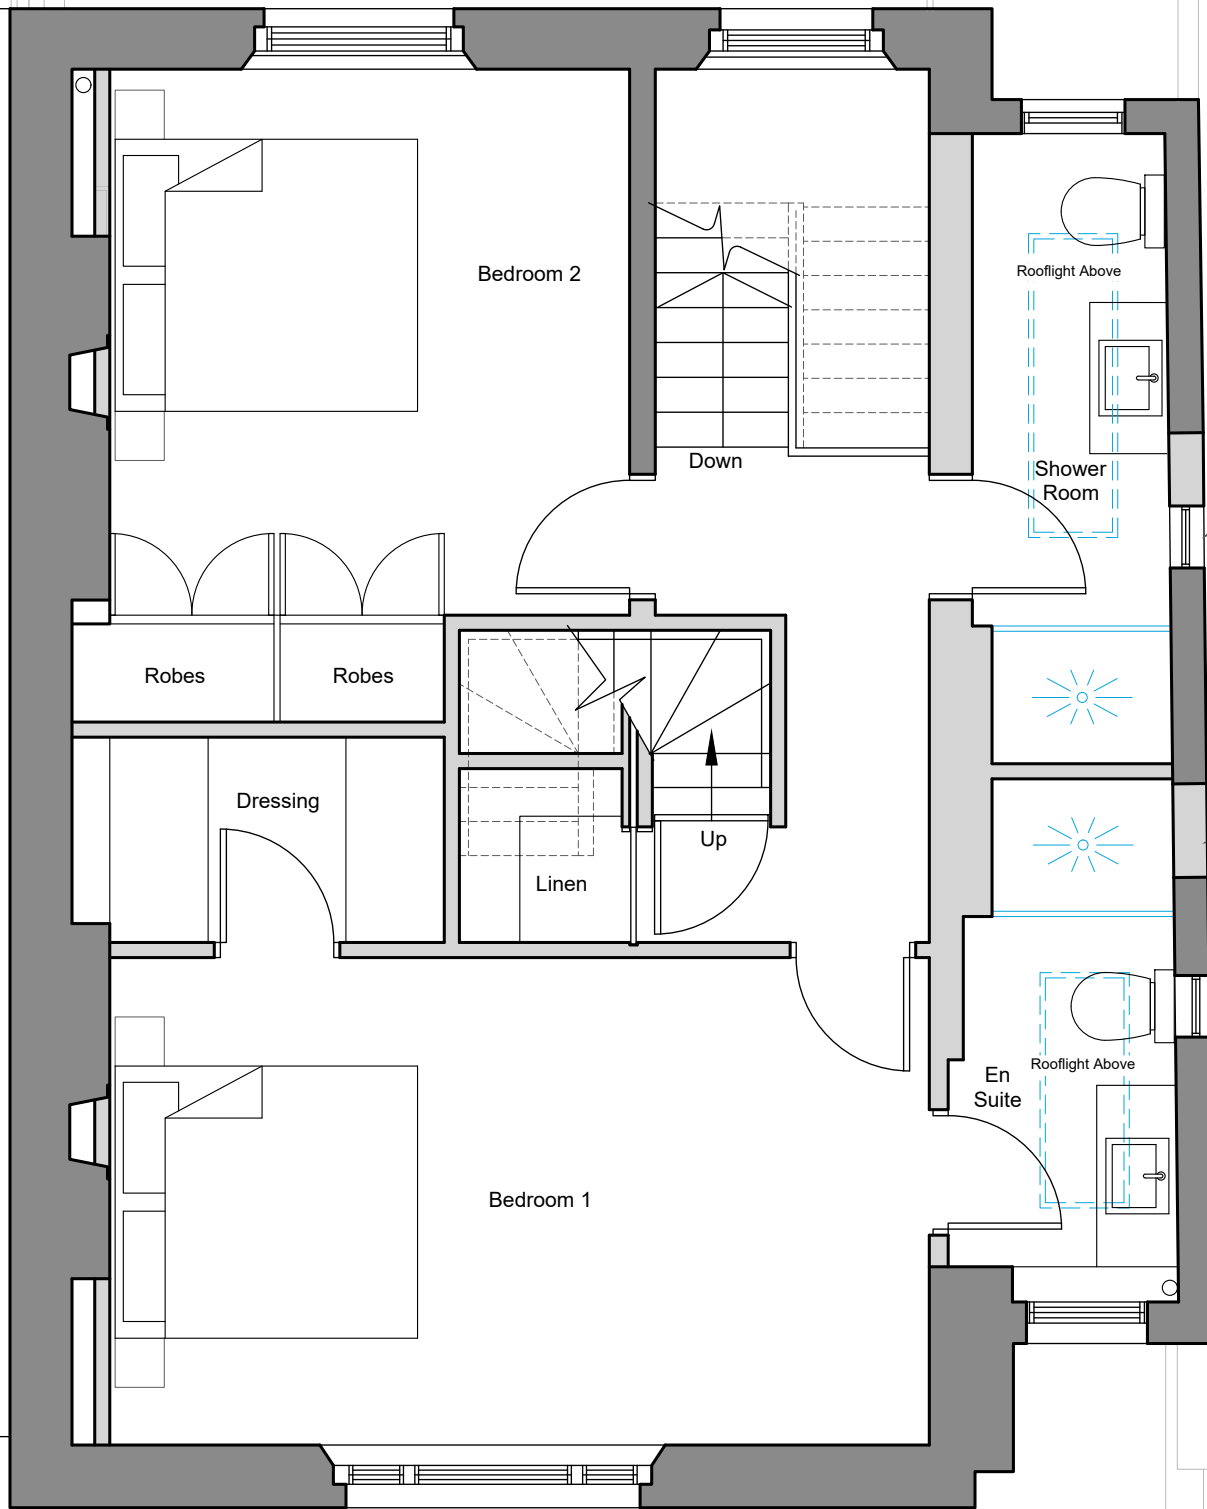 Bedroom 2
Rooflight Above
Down
Shower
Room
Robes
Robes
Dressing
Up
Linen
Rooflight Above
En
Suite
Bedroom 1